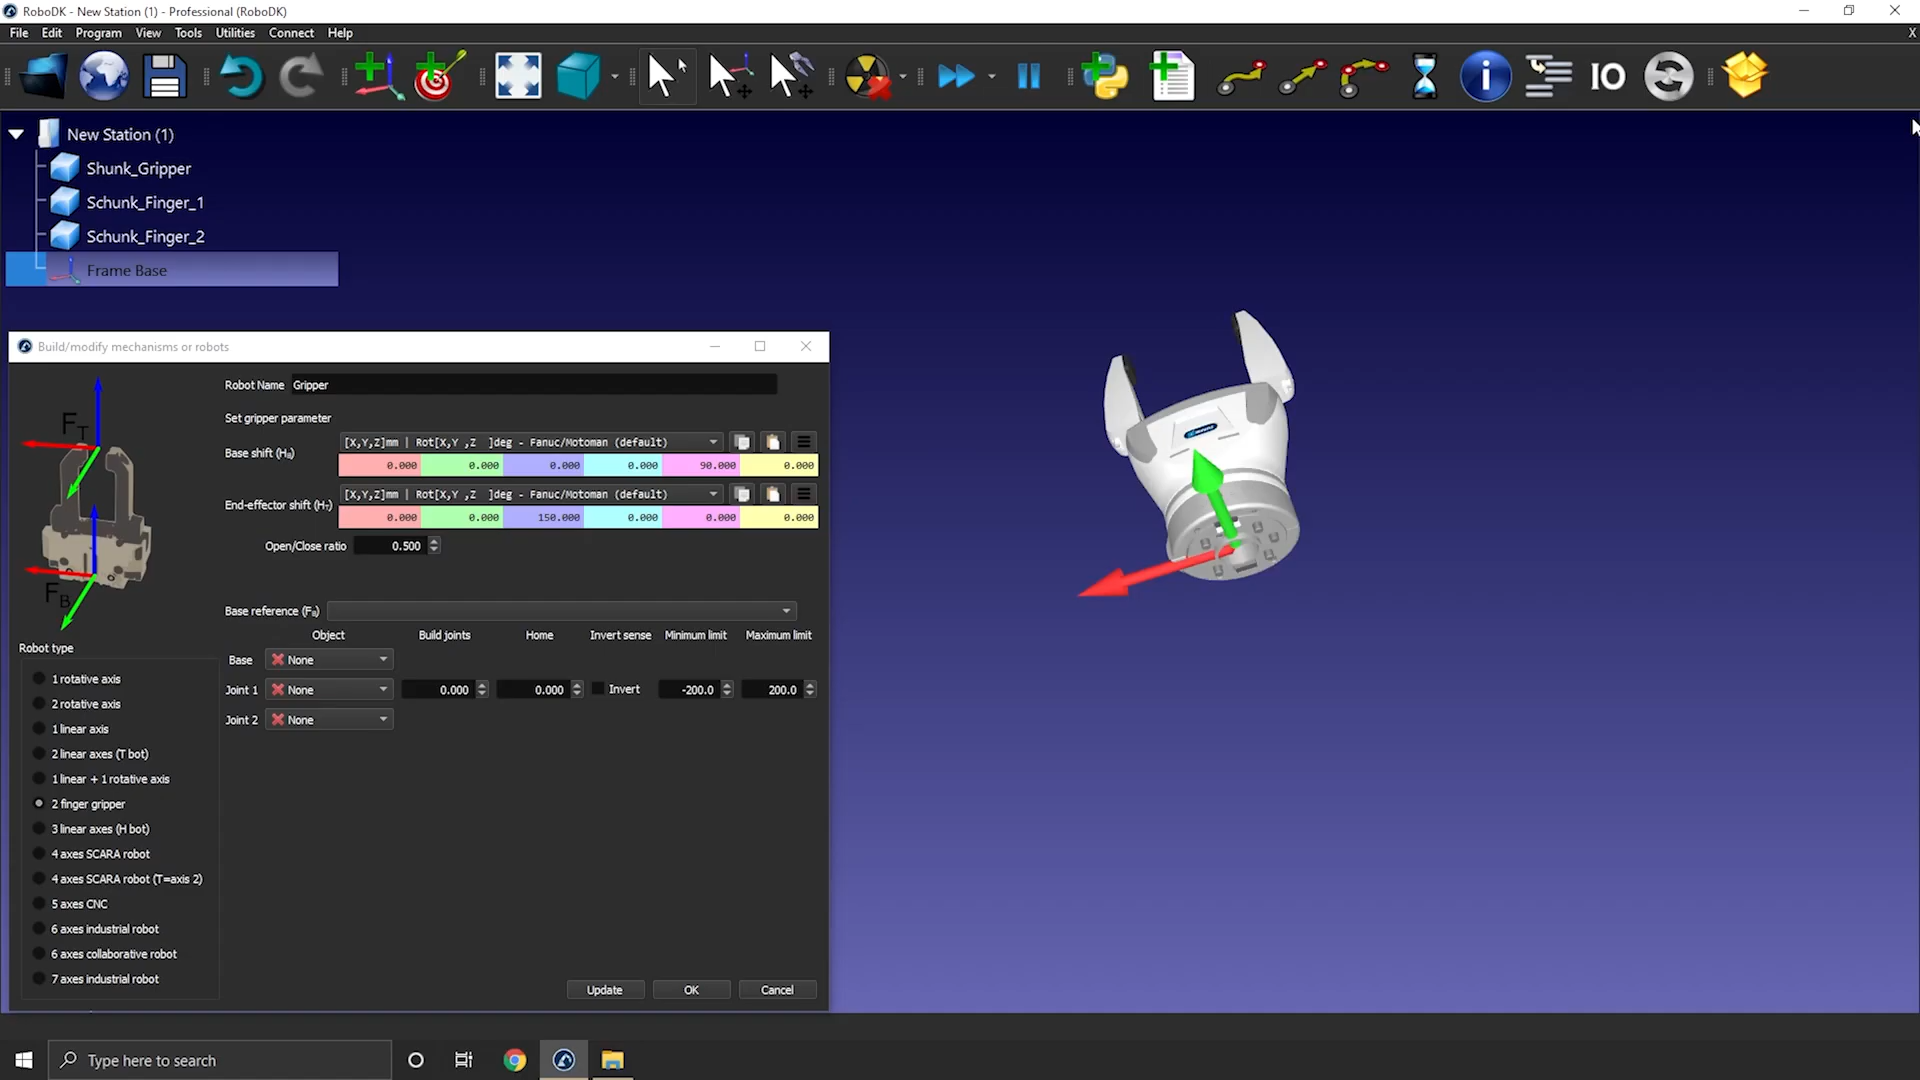 RoboDK - New Station (1) - Professional (RoboDK)
File Edit Program View Tools Utilities Connect Help X
IO
New Station (1)
Shunk_Gripper
Schunk_Finger_1
Schunk_Finger_2
Frame Base
Build/modify mechanisms or robots
Robot Name Gripper
Set gripper parameter
[X,Y,Z]mm | Rot[X,Y ,Z ]deg - Fanuc/Motoman (default)
Base shift (HB)
0.000 0.000 0.000 0.000 90.000 0.000
[X,Y,Z]mm | Rot[X,Y ,Z ]deg - Fanuc/Motoman (default)
End-effector shift (HT)
0.000 0.000 150.000 0.000 0.000 0.000
Open/Close ratio 0.500
FT
FB
Base reference (FB)
Object Build joints Home Invert sense Minimum limit Maximum limit
Base None
Joint 1 None 0.000 0.000 Invert -200.0 200.0
Joint 2 None
Robot type
1 rotative axis
2 rotative axis
1 linear axis
2 linear axes (T bot)
1 linear + 1 rotative axis
2 finger gripper
3 linear axes (H bot)
4 axes SCARA robot
4 axes SCARA robot (T=axis 2)
5 axes CNC
6 axes industrial robot
6 axes collaborative robot
7 axes industrial robot
Update OK Cancel
Type here to search